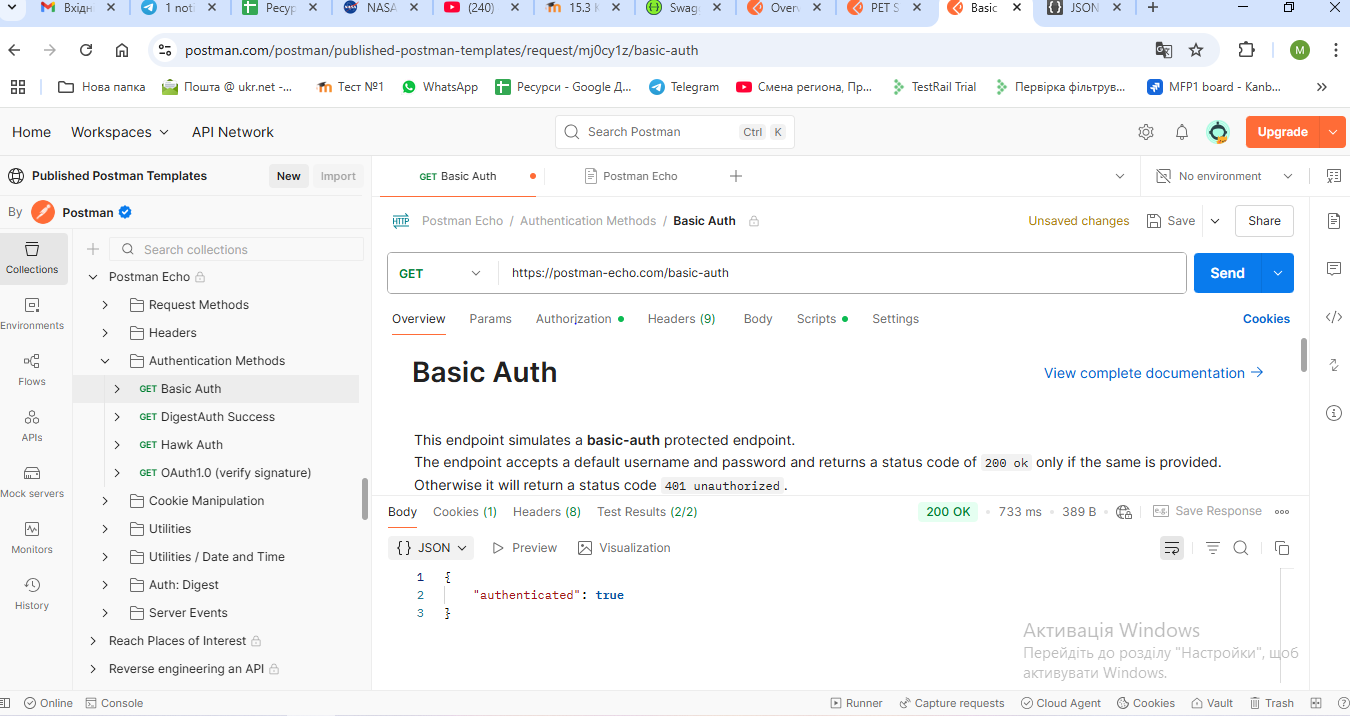 Вхідн
1 noti
Ресур
NASA
(240)
15.3 К
Swag
Over
PET S
Basic
JSON
postman.com/postman/published-postman-templates/request/mj0cy1z/basic-auth
M
Нова папка
Пошта @ ukr.net -...
Тест №1
WhatsApp
Ресурси - Google Д...
Telegram
Смена региона, Пр...
TestRail Trial
Первірка фільтрув...
MFP1 board - Kanb...
Home
Workspaces
API Network
Search Postman
Ctrl K
Upgrade
Published Postman Templates
New
Import
GET Basic Auth
Postman Echo
No environment
By Postman
Postman Echo / Authentication Methods / Basic Auth
Unsaved changes
Save
Share
Collections
Environments
Flows
APIs
Mock servers
Monitors
History
Search collections
Postman Echo
Request Methods
Headers
Authentication Methods
GET Basic Auth
GET DigestAuth Success
GET Hawk Auth
GET OAuth1.0 (verify signature)
Cookie Manipulation
Utilities
Utilities / Date and Time
Auth: Digest
Server Events
Reach Places of Interest
Reverse engineering an API
GET
https://postman-echo.com/basic-auth
Send
Overview
Params
Authorization
Headers (9)
Body
Scripts
Settings
Cookies
Basic Auth
View complete documentation →
This endpoint simulates a basic-auth protected endpoint.
The endpoint accepts a default username and password and returns a status code of 200 ok only if the same is provided.
Otherwise it will return a status code 401 unauthorized.
Body
Cookies (1)
Headers (8)
Test Results (2/2)
200 OK
733 ms
389 B
e.g. Save Response
{} JSON
Preview
Visualization
1 {
2 "authenticated": true
3 }
Активація Windows
Перейдіть до розділу "Настройки", щоб
активувати Windows.
Online
Console
Runner
Capture requests
Cloud Agent
Cookies
Vault
Trash